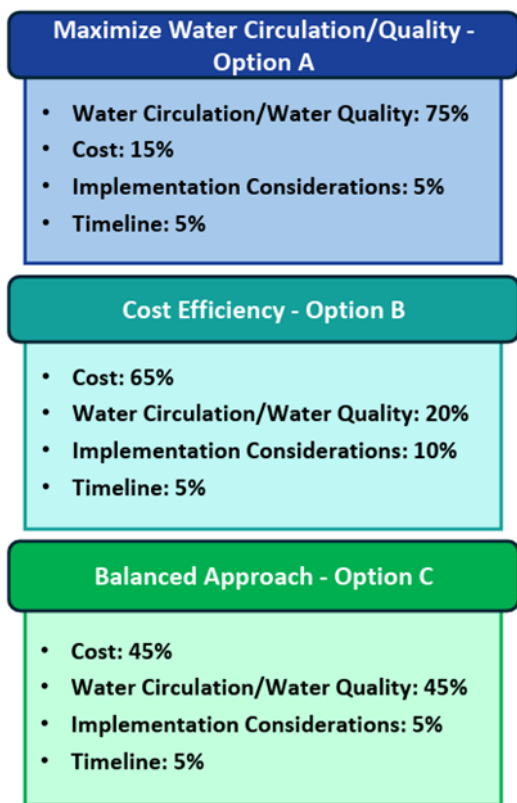 Maximize Water Circulation/Quality -
Option A
• Water Circulation/Water Quality: 75%
• Cost: 15%
• Implementation Considerations: 5%
• Timeline: 5%
Cost Efficiency - Option B
• Cost: 65%
• Water Circulation/Water Quality: 20%
• Implementation Considerations: 10%
• Timeline: 5%
Balanced Approach - Option C
• Cost: 45%
• Water Circulation/Water Quality: 45%
• Implementation Considerations: 5%
• Timeline: 5%